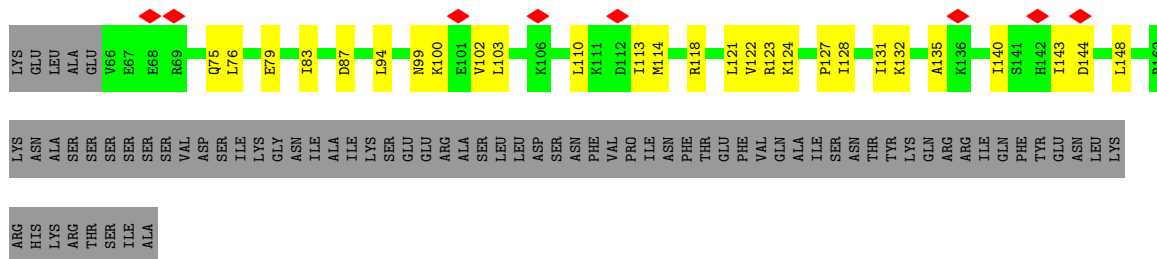 LYS GLU LEU ALA GLU V66 E67 E68 R69 Q75 L76 E79 I83 D87 L94 N99 K100 E101 V102 L103 K106 L110 K111 D112 I113 M114 R118 L121 V122 R123 K124 P127 I128 I131 K132 A135 K136 I140 S141 H142 I143 D144 L148
LYS ASN ALA SER SER SER SER SER SER VAL ASP SER ILE LYS GLY ASN ILE ALA ILE LYS SER GLU GLU ARG ALA SER LEU LEU ASP SER ASN PHE VAL PRO ILE ASN PHE THR GLU PHE VAL GLN ALA ILE SER ASN THR TYR LYS GLN ARG ARG ILE GLN PHE TYR GLU ASN LEU LYS
ARG HIS LYS ARG THR SER ILE ALA